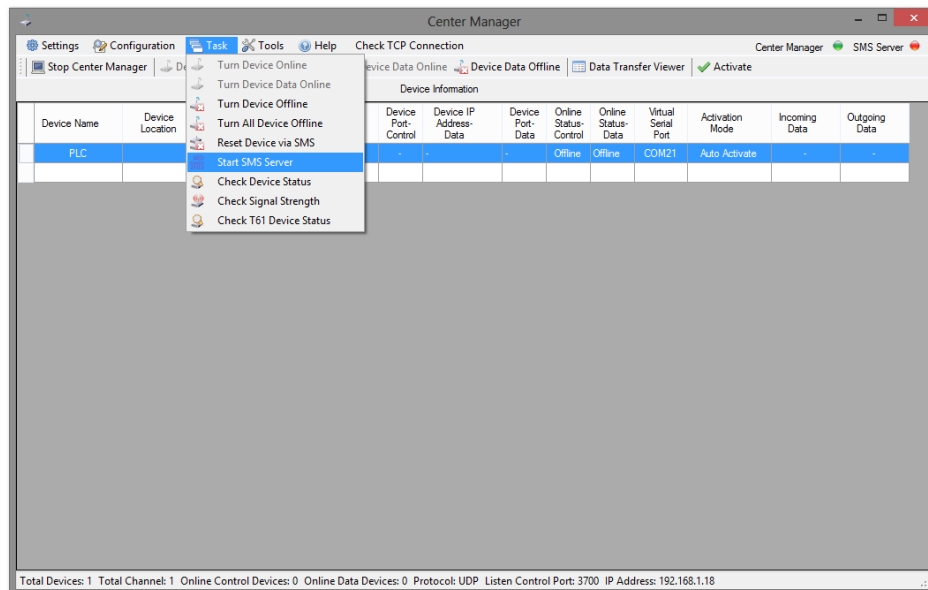 Center Manager
Settings Configuration Task Tools Help Check TCP Connection Center Manager SMS Server
Stop Center Manager Device Data Online Device Data Offline Data Transfer Viewer Activate
Turn Device Online
Turn Device Data Online
Turn Device Offline
Turn All Device Offline
Reset Device via SMS
Start SMS Server
Check Device Status
Check Signal Strength
Check T61 Device Status
Device Information
Device Name Device Location Device Port-Control Device IP Address-Data Device Port-Data Online Status-Control Online Status-Data Virtual Serial Port Activation Mode Incoming Data Outgoing Data
PLC - - - Offline Offline COM21 Auto Activate - -
Total Devices: 1 Total Channel: 1 Online Control Devices: 0 Online Data Devices: 0 Protocol: UDP Listen Control Port: 3700 IP Address: 192.168.1.18